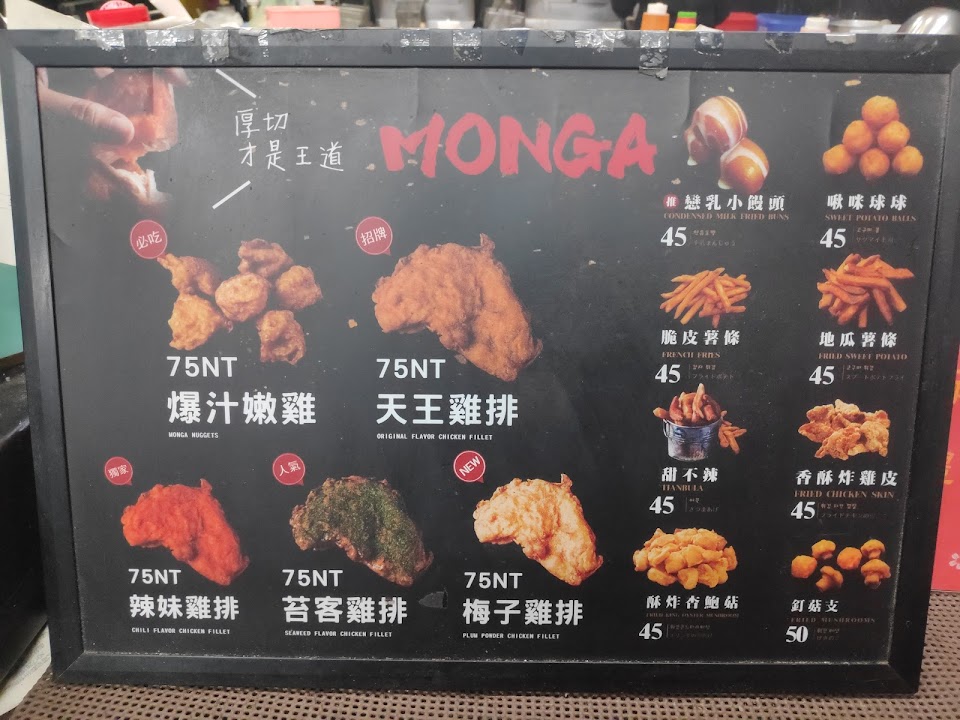 厚切
才是王道
MONGA
必吃
75NT
爆汁嫩雞
MONGA NUGGETS
招牌
75NT
天王雞排
ORIGINAL FLAVOR CHICKEN FILLET
獨家
75NT
辣妹雞排
CHILI FLAVOR CHICKEN FILLET
人氣
75NT
苔客雞排
SEAWEED FLAVOR CHICKEN FILLET
NEW
75NT
梅子雞排
PLUM POWDER CHICKEN FILLET
推 戀乳小饅頭
CONDENSED MILK FRIED BUNS
45
啾咪球球
SWEET POTATO BALLS
45
脆皮薯條
FRENCH FRIES
45
地瓜薯條
FRIED SWEET POTATO
45
甜不辣
TIANBULA
45
香酥炸雞皮
FRIED CHICKEN SKIN
45
酥炸杏鮑菇
FRIED KING OYSTER MUSHROOM
45
釘菇支
FRIED MUSHROOMS
50